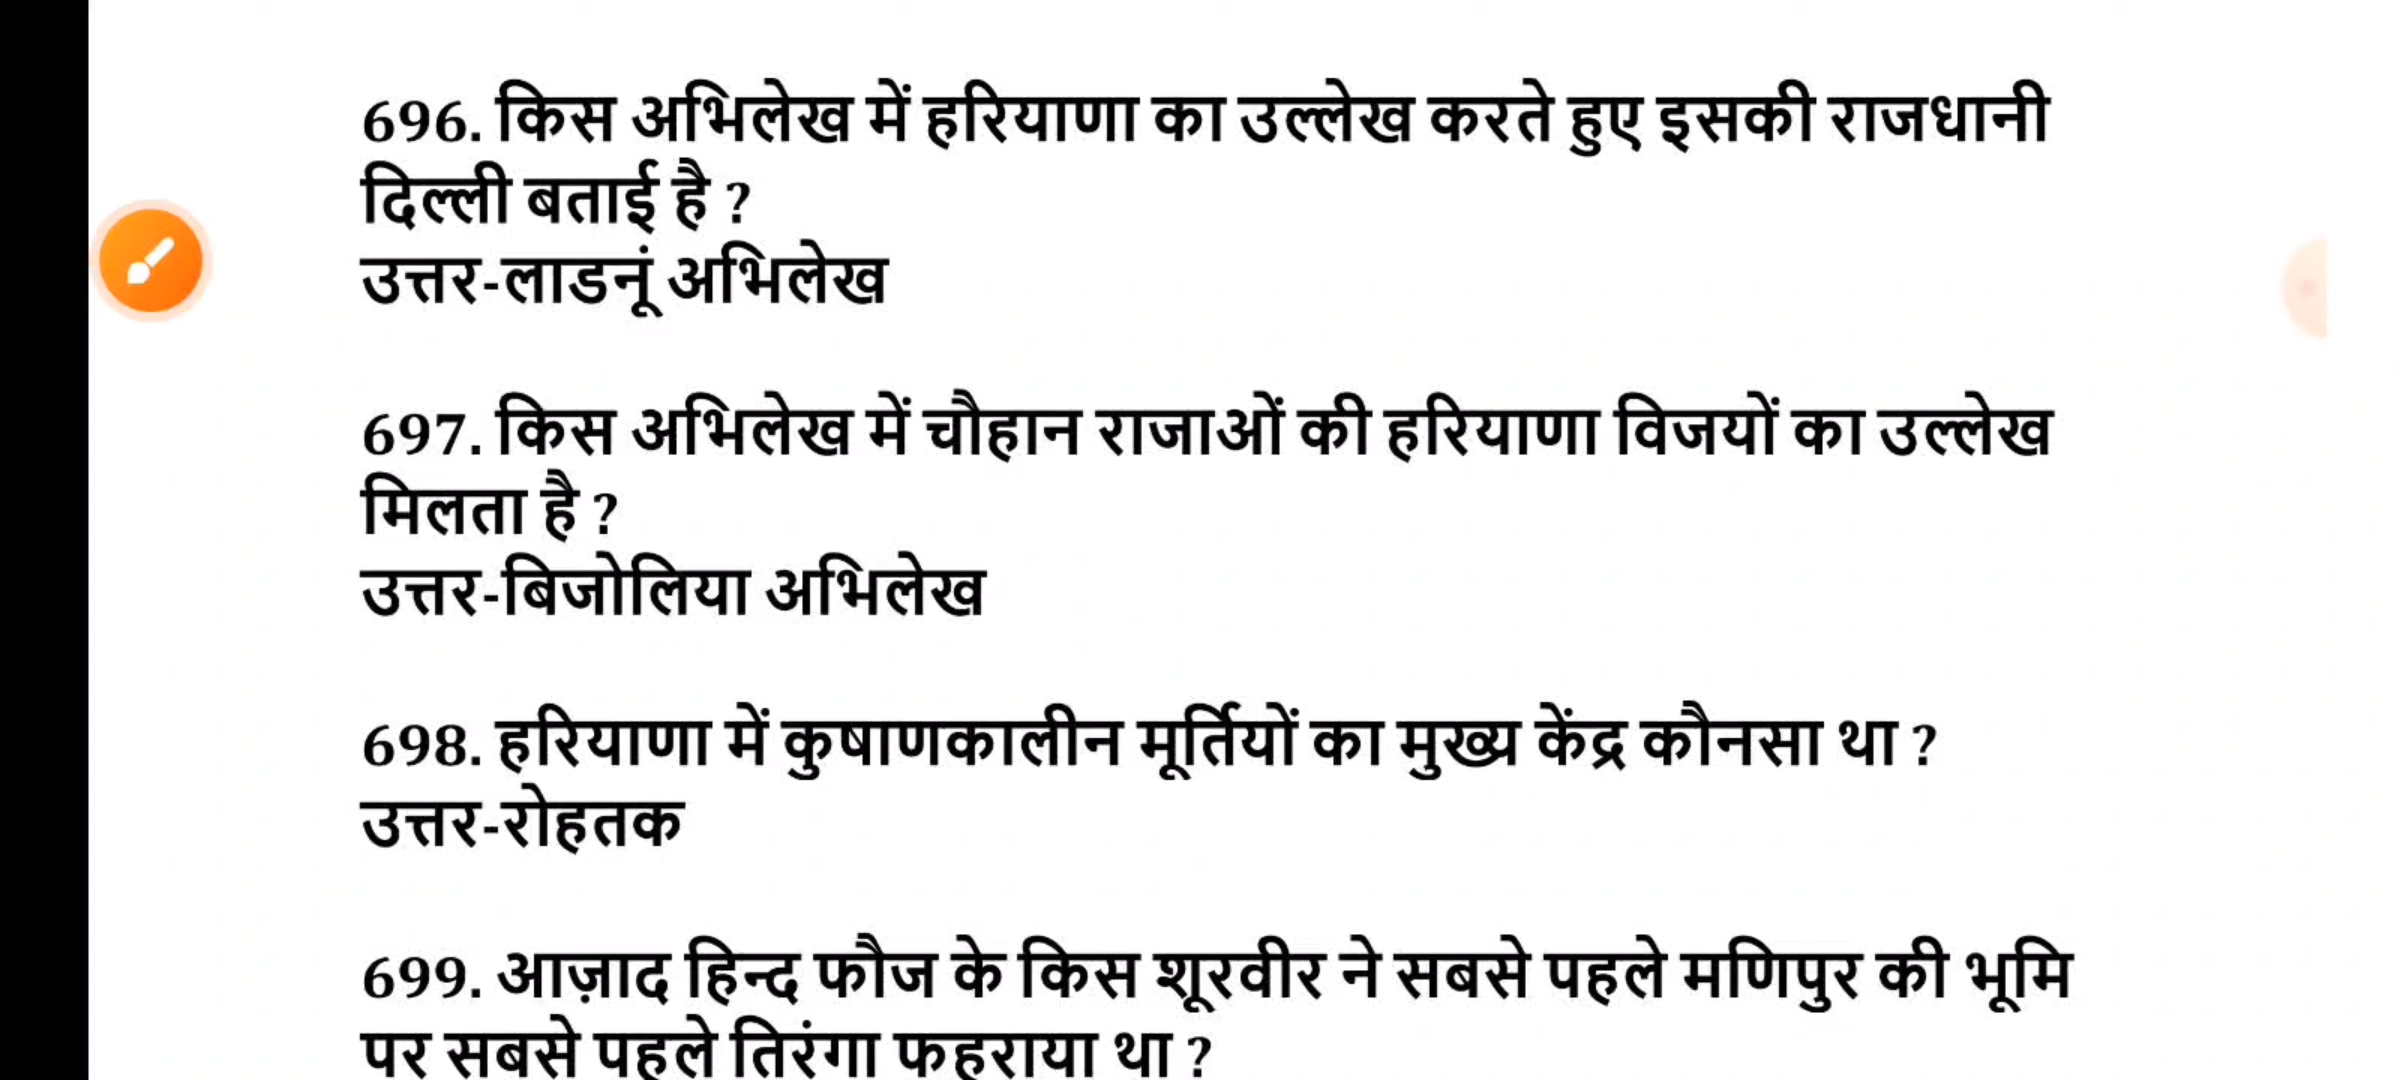 696. किस अभिलेख में हरियाणा का उल्लेख करते हुए इसकी राजधानी
दिल्ली बताई है ?
उत्तर-लाडनूं अभिलेख
697. किस अभिलेख में चौहान राजाओं की हरियाणा विजयों का उल्लेख
मिलता है ?
उत्तर-बिजोलिया अभिलेख
698. हरियाणा में कुषाणकालीन मूर्तियों का मुख्य केंद्र कौनसा था ?
उत्तर-रोहतक
699. आज़ाद हिन्द फौज के किस शूरवीर ने सबसे पहले मणिपुर की भूमि
पर सबसे पहले तिरंगा फहराया था ?